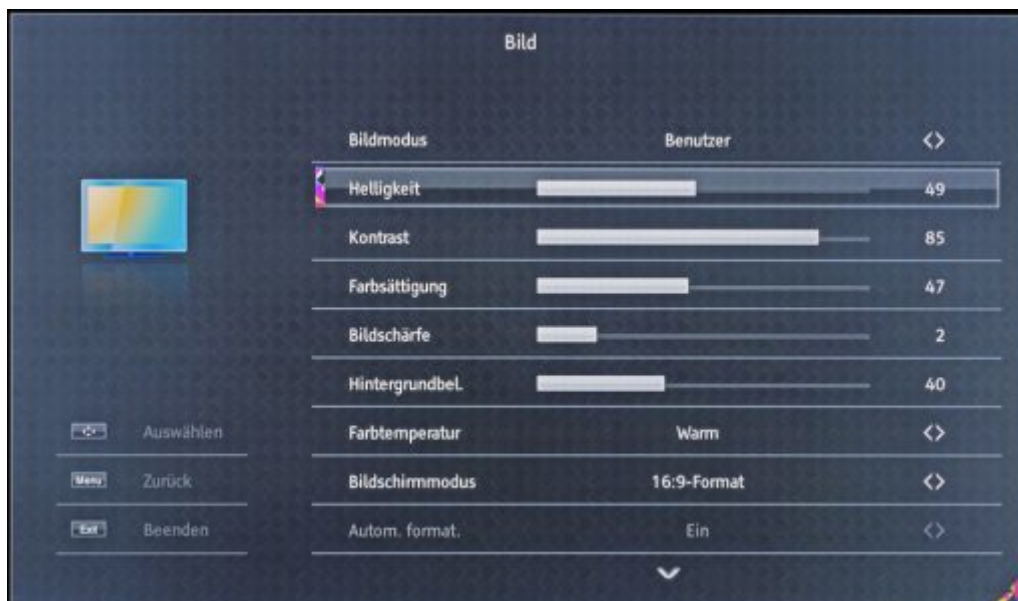 Bild
Bildmodus Benutzer <>
Helligkeit 49
Kontrast 85
Farbsättigung 47
Bildschärfe 2
Hintergrundbel. 40
Auswählen
Farbtemperatur Warm <>
Menu Zurück
Bildschirmmodus 16:9-Format <>
Exit Beenden
Autom. format. Ein <>